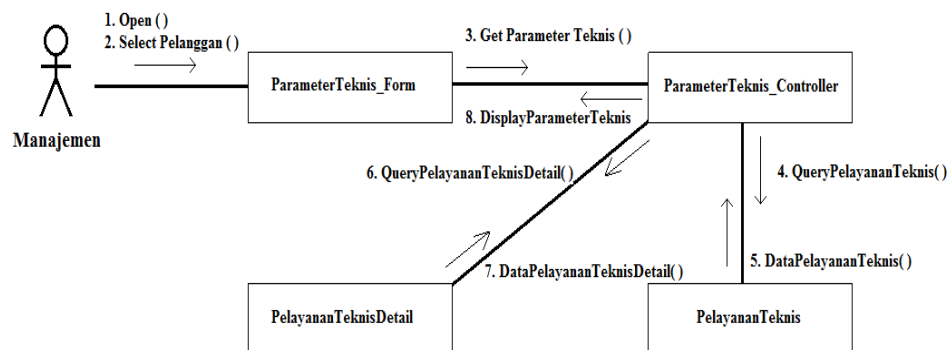 1. Open ( )
2. Select Pelanggan ( )
3. Get Parameter Teknis ( )
ParameterTeknis_Form
ParameterTeknis_Controller
8. DisplayParameterTeknis
Manajemen
6. QueryPelayananTeknisDetail( )
4. QueryPelayananTeknis( )
7. DataPelayananTeknisDetail( )
5. DataPelayananTeknis( )
PelayananTeknisDetail
PelayananTeknis